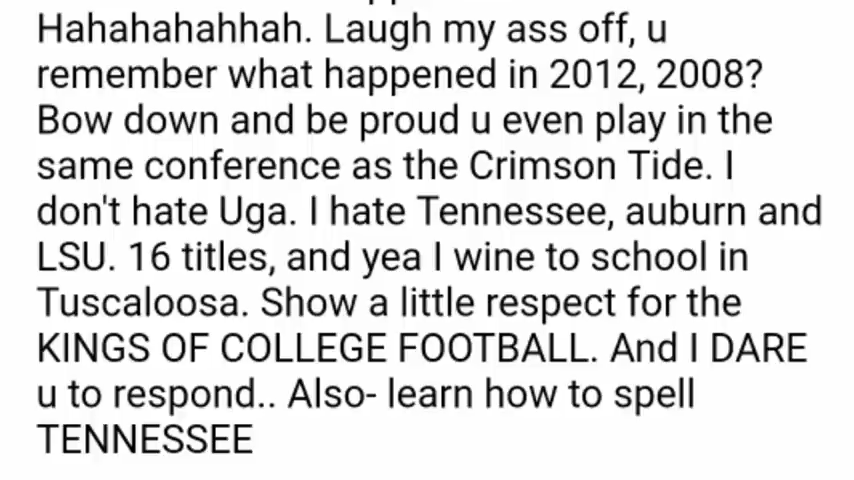 Hahahahahhah. Laugh my ass off, u
remember what happened in 2012, 2008?
Bow down and be proud u even play in the
same conference as the Crimson Tide. I
don't hate Uga. I hate Tennessee, auburn and
LSU. 16 titles, and yea I wine to school in
Tuscaloosa. Show a little respect for the
KINGS OF COLLEGE FOOTBALL. And I DARE
u to respond.. Also- learn how to spell
TENNESSEE